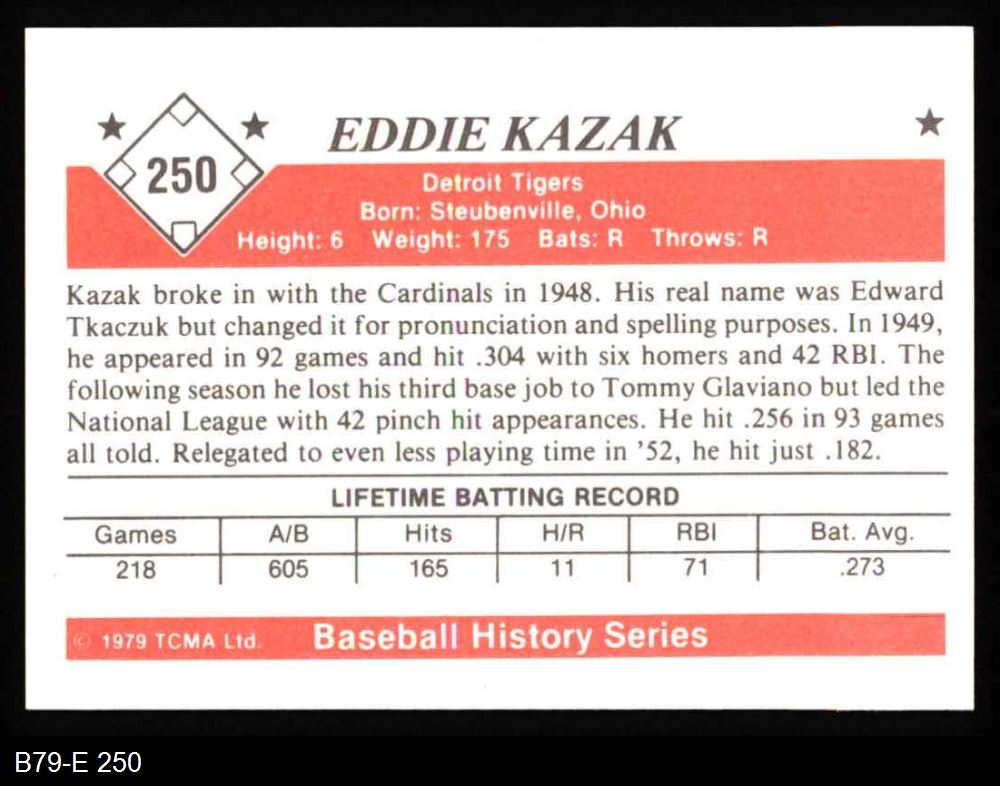 250
EDDIE KAZAK
Detroit Tigers
Born: Steubenville, Ohio
Height: 6 Weight: 175 Bats: R Throws: R
Kazak broke in with the Cardinals in 1948. His real name was Edward
Tkaczuk but changed it for pronunciation and spelling purposes. In 1949,
he appeared in 92 games and hit .304 with six homers and 42 RBI. The
following season he lost his third base job to Tommy Glaviano but led the
National League with 42 pinch hit appearances. He hit .256 in 93 games
all told. Relegated to even less playing time in '52, he hit just .182.
LIFETIME BATTING RECORD
Games A/B Hits H/R RBI Bat. Avg.
218 605 165 11 71 .273
© 1979 TCMA Ltd. Baseball History Series
B79-E 250